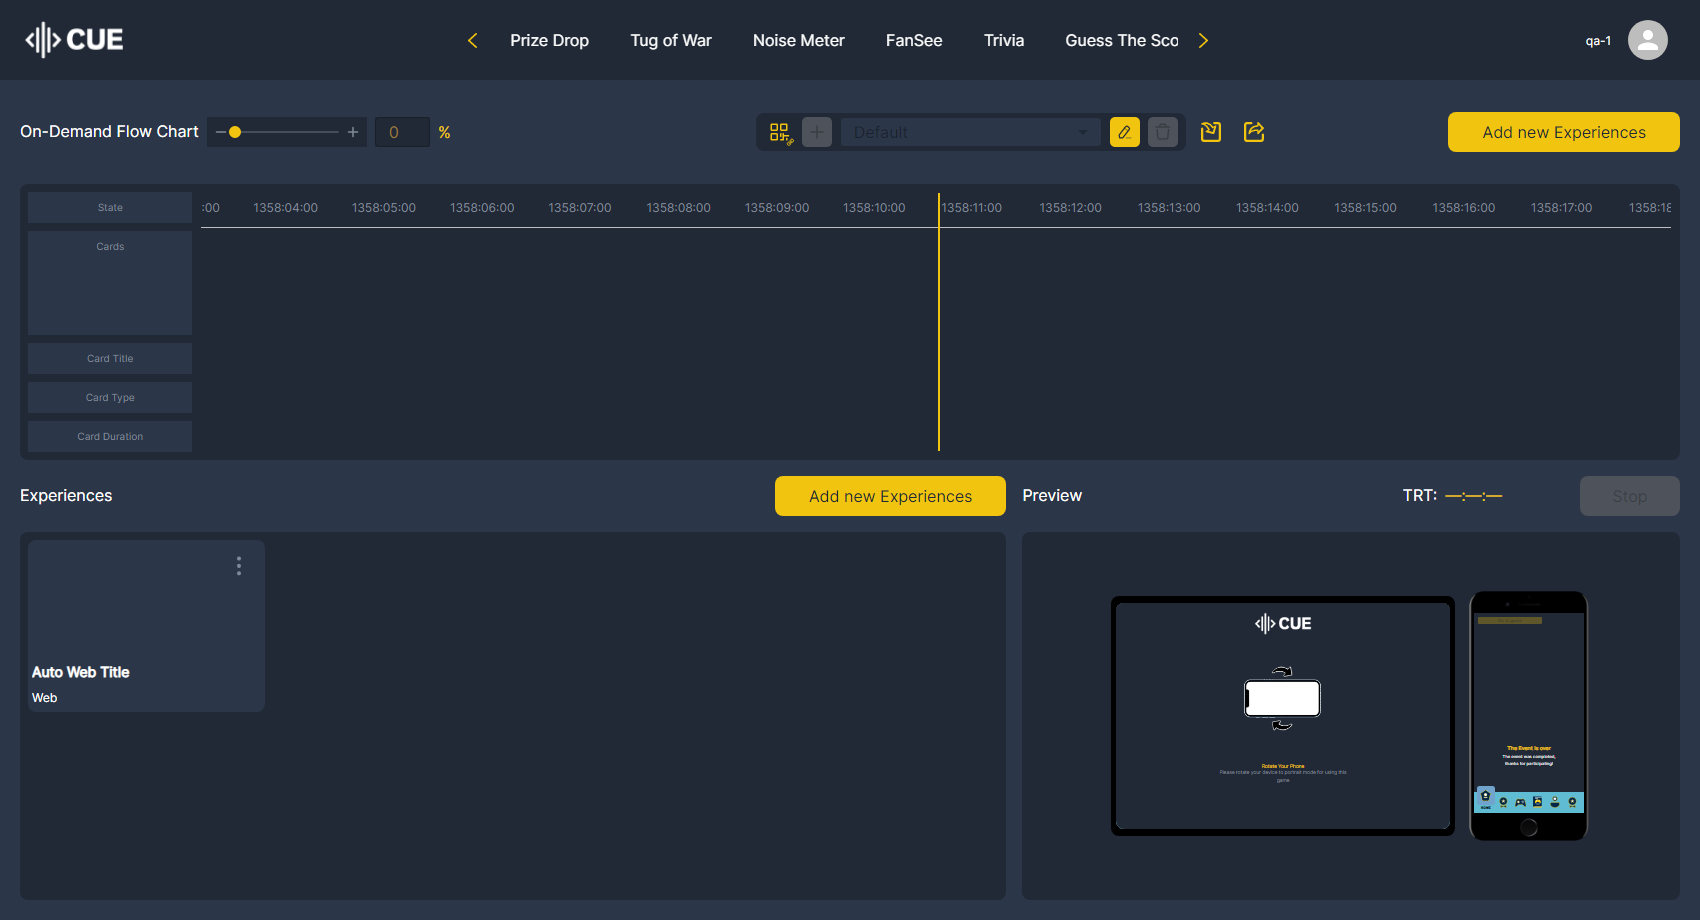 CUE
Prize Drop
Tug of War
Noise Meter
FanSee
Trivia
Guess The Sco
qa-1
On-Demand Flow Chart
0
%
Default
Add new Experiences
State
:00
1358:04:00
1358:05:00
1358:06:00
1358:07:00
1358:08:00
1358:09:00
1358:10:00
1358:11:00
1358:12:00
1358:13:00
1358:14:00
1358:15:00
1358:16:00
1358:17:00
1358:18
Cards
Card Title
Card Type
Card Duration
Experiences
Add new Experiences
Preview
TRT: —:—:—
Stop
Auto Web Title
Web
CUE
Rotate Your Phone
Please rotate your device to portrait mode for using this
game
The Event is over
The event was completed,
thanks for participating!
HOME